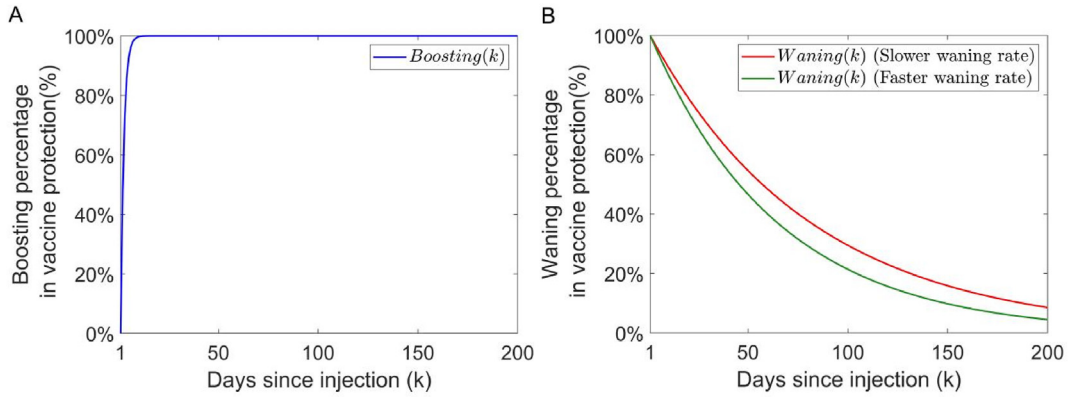 A
Boosting percentage
in vaccine protection(%)
100%
80%
60%
40%
20%
0%
Boosting(k)
1
50
100
150
200
Days since injection (k)
B
Waning percentage
in vaccine protection(%)
100%
80%
60%
40%
20%
0%
Waning(k) (Slower waning rate)
Waning(k) (Faster waning rate)
1
50
100
150
200
Days since injection (k)